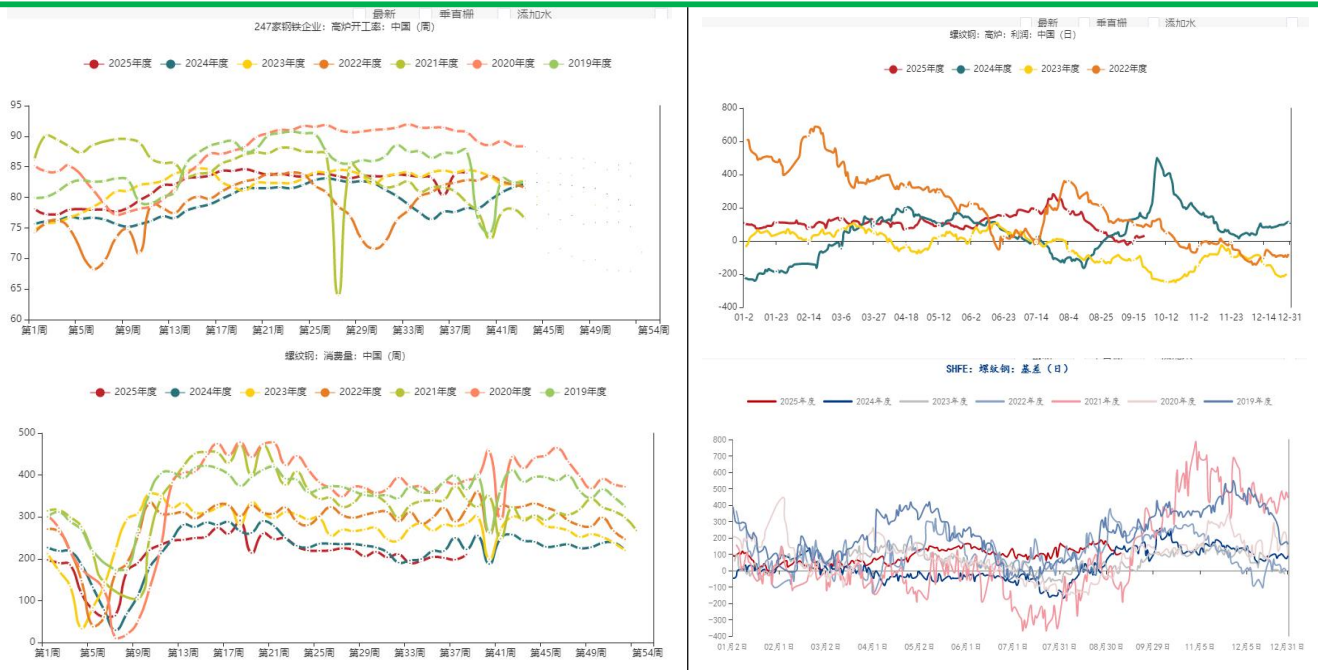 最新 垂直栅 添加水
247家钢铁企业：高炉开工率：中国（周）
2025年度 2024年度 2023年度 2022年度 2021年度 2020年度 2019年度
95
90
85
80
75
70
65
60
第1周 第5周 第9周 第13周 第17周 第21周 第25周 第29周 第33周 第37周 第41周 第45周 第49周 第54周
螺纹钢：消费量：中国（周）
2025年度 2024年度 2023年度 2022年度 2021年度 2020年度 2019年度
500
400
300
200
100
0
第1周 第5周 第9周 第13周 第17周 第21周 第25周 第29周 第33周 第37周 第41周 第45周 第49周 第54周
最新 垂直栅 添加水
螺纹钢：高炉：利润：中国（日）
2025年度 2024年度 2023年度 2022年度
800
600
400
200
0
-200
-400
01-2 01-23 02-14 03-6 03-27 04-18 05-12 06-2 06-23 07-14 08-4 08-25 09-15 10-12 11-2 11-23 12-14 12-31
SHFE：螺纹钢：基差（日）
2025年度 2024年度 2023年度 2022年度 2021年度 2020年度 2019年度
800
700
600
500
400
300
200
100
0
-100
-200
-300
-400
01月2日 02月1日 03月2日 04月1日 05月2日 06月1日 07月1日 07月31日 08月30日 09月29日 11月5日 12月5日 12月31日